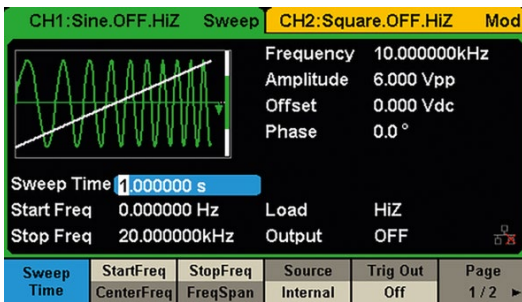 CH1:Sine.OFF.HiZ Sweep CH2:Square.OFF.HiZ Mod
Frequency 10.000000kHz
Amplitude 6.000 Vpp
Offset 0.000 Vdc
Phase 0.0 °
Sweep Time 1.000000 s
Start Freq 0.000000 Hz Load HiZ
Stop Freq 20.000000kHz Output OFF
Sweep StartFreq StopFreq Source Trig Out Page
Time CenterFreq FreqSpan Internal Off 1/2 ►